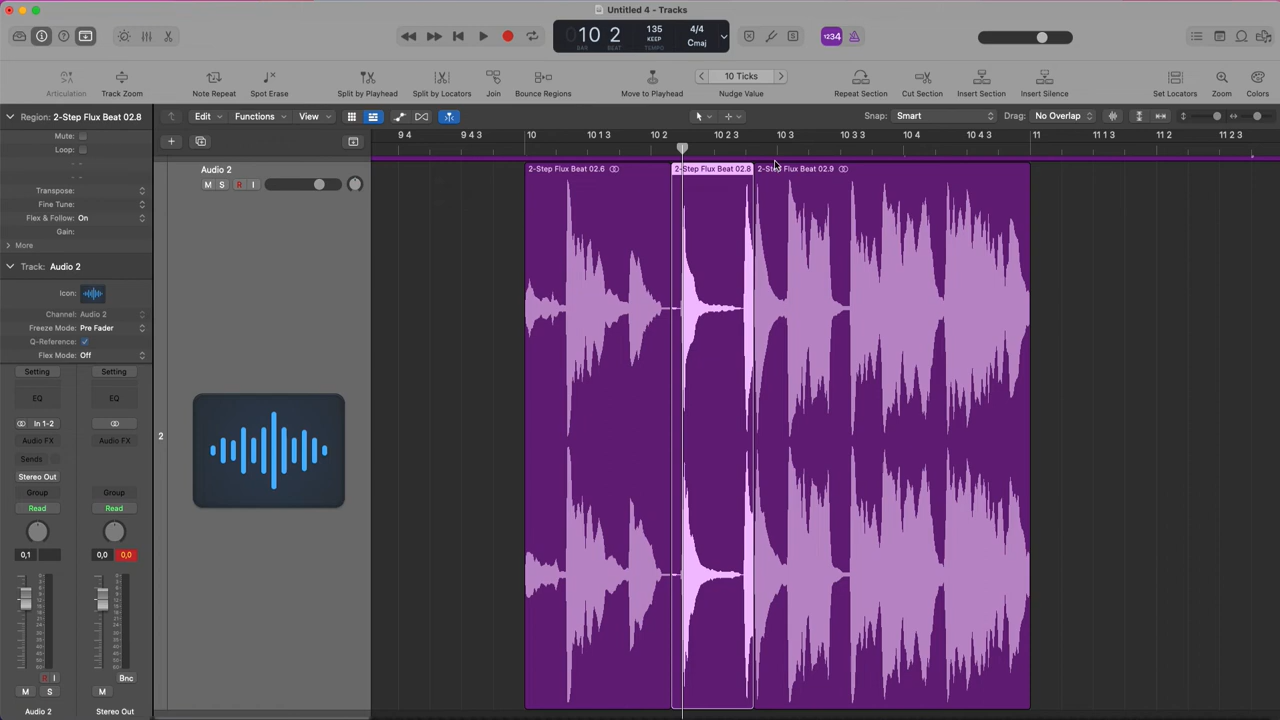 Untitled 4 - Tracks
10 2
BAR BEAT
135
KEEP
TEMPO
4/4
Cmaj
1234
Articulation
Track Zoom
Note Repeat
Spot Erase
Split by Playhead
Split by Locators
Join
Bounce Regions
Move to Playhead
10 Ticks
Nudge Value
Repeat Section
Cut Section
Insert Section
Insert Silence
Set Locators
Zoom
Colors
Region: 2-Step Flux Beat 02.8
Edit
Functions
View
Snap: Smart
Drag: No Overlap
9 4
9 4 3
10
10 1 3
10 2
10 2 3
10 3
10 3 3
10 4
10 4 3
11
11 1 3
11 2
11 2 3
Mute:
Loop:
Transpose:
Fine Tune:
Flex & Follow: On
Gain:
More
Track: Audio 2
Icon:
Channel: Audio 2
Freeze Mode: Pre Fader
Q-Reference:
Flex Mode: Off
Audio 2
M S R I
2
2-Step Flux Beat 02.6
2-Step Flux Beat 02.8
2-Step Flux Beat 02.9
Setting
Setting
EQ
EQ
In 1-2
Audio FX
Audio FX
Sends
Stereo Out
Group
Group
Read
Read
0,1
0,0
0,0
R I
Bnc
M S
M
Audio 2
Stereo Out